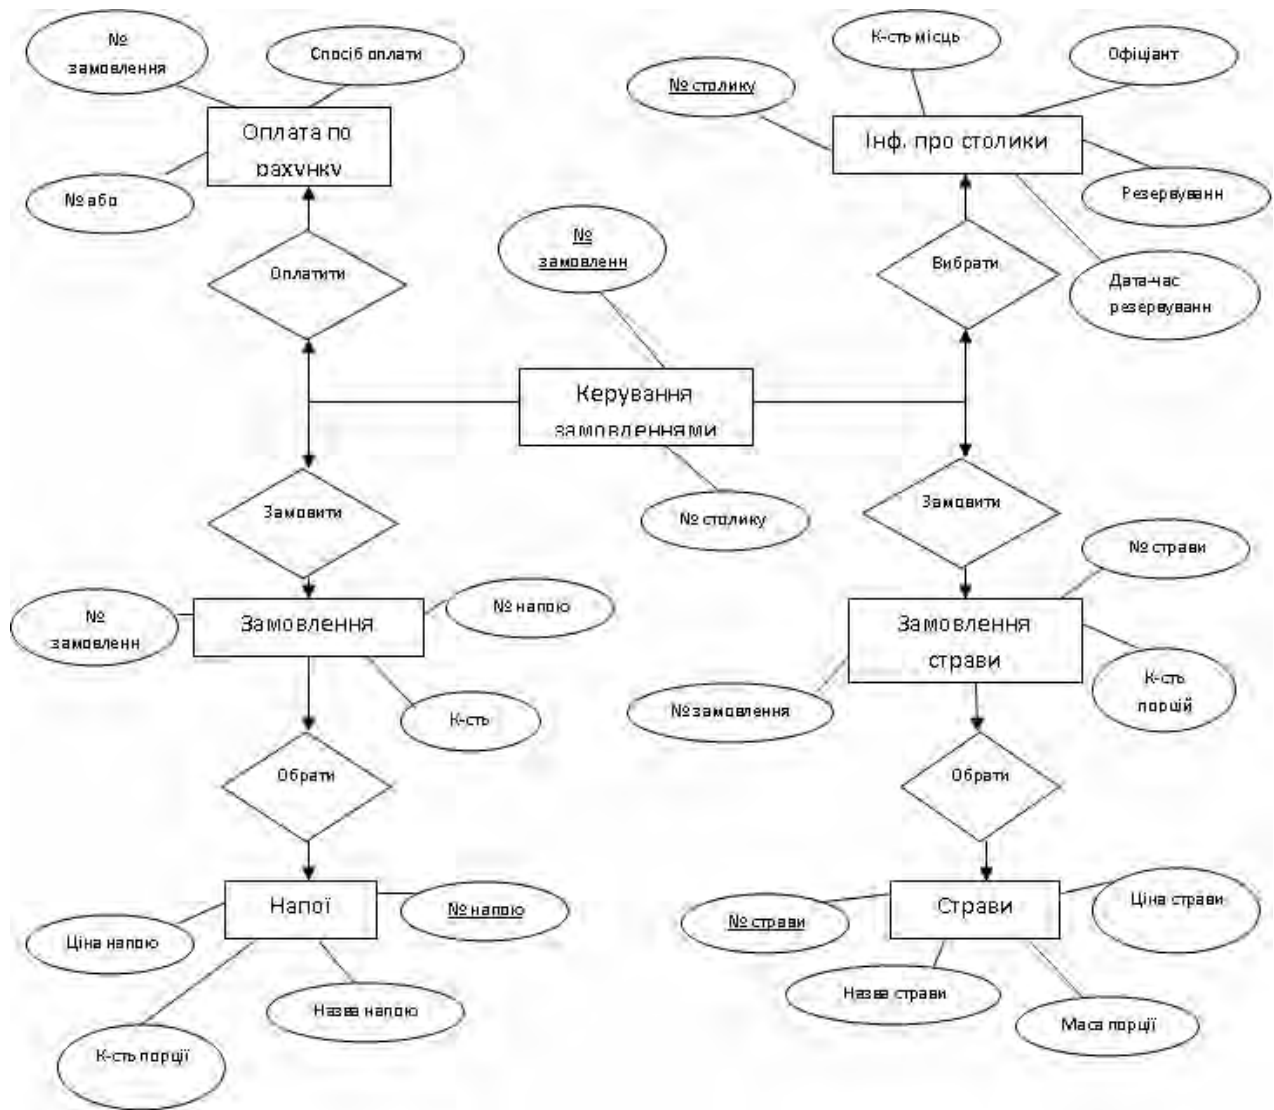 №
замовлення
Спосіб оплати
К-сть місць
Офіціант
№ столику
Оплата по
рахунку
Інф. про столики
№ або
Резервуванн
№
замовленн
Оплатити
Вибрати
Дата-час
резервуванн
Керування
замовленнями
Замовити
Замовити
№ столику
№ страви
№
замовленн
Замовлення
№ напою
Замовлення
страви
К-сть
порцій
№ замовлення
К-сть
Обрати
Обрати
Напої
№ напою
Ціна напою
Назва напою
К-сть порції
№ страви
Страви
Ціна страви
Назва страви
Маса порції